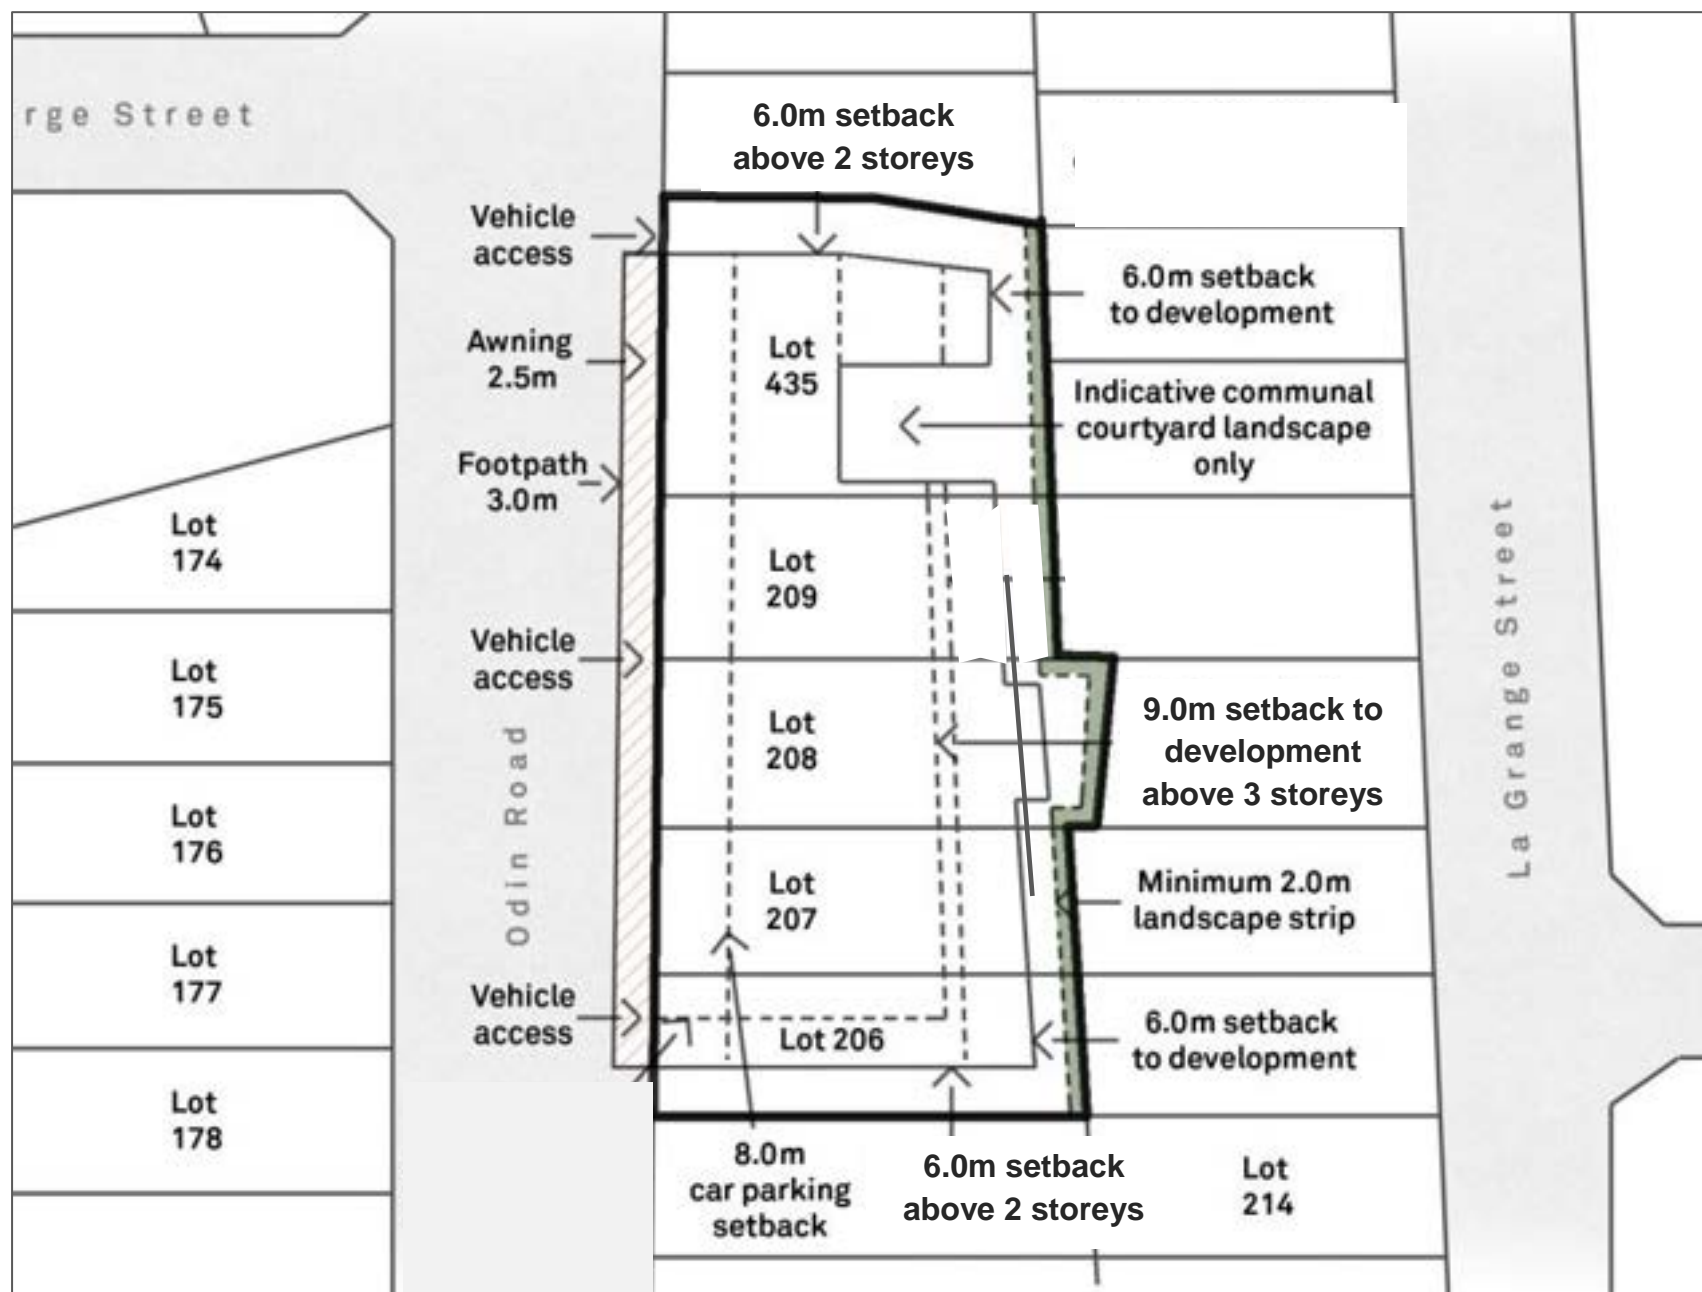 rge Street
6.0m setback
above 2 storeys
Vehicle
access
6.0m setback
to development
Awning
2.5m
Lot
435
Indicative communal
courtyard landscape
only
Footpath
3.0m
Lot
174
Lot
209
Vehicle
access
Lot
175
Lot
208
9.0m setback to
development
above 3 storeys
La Grange Street
Odin Road
Lot
176
Lot
207
Minimum 2.0m
landscape strip
Lot
177
Vehicle
access
Lot 206
6.0m setback
to development
Lot
178
8.0m
car parking
setback
6.0m setback
above 2 storeys
Lot
214